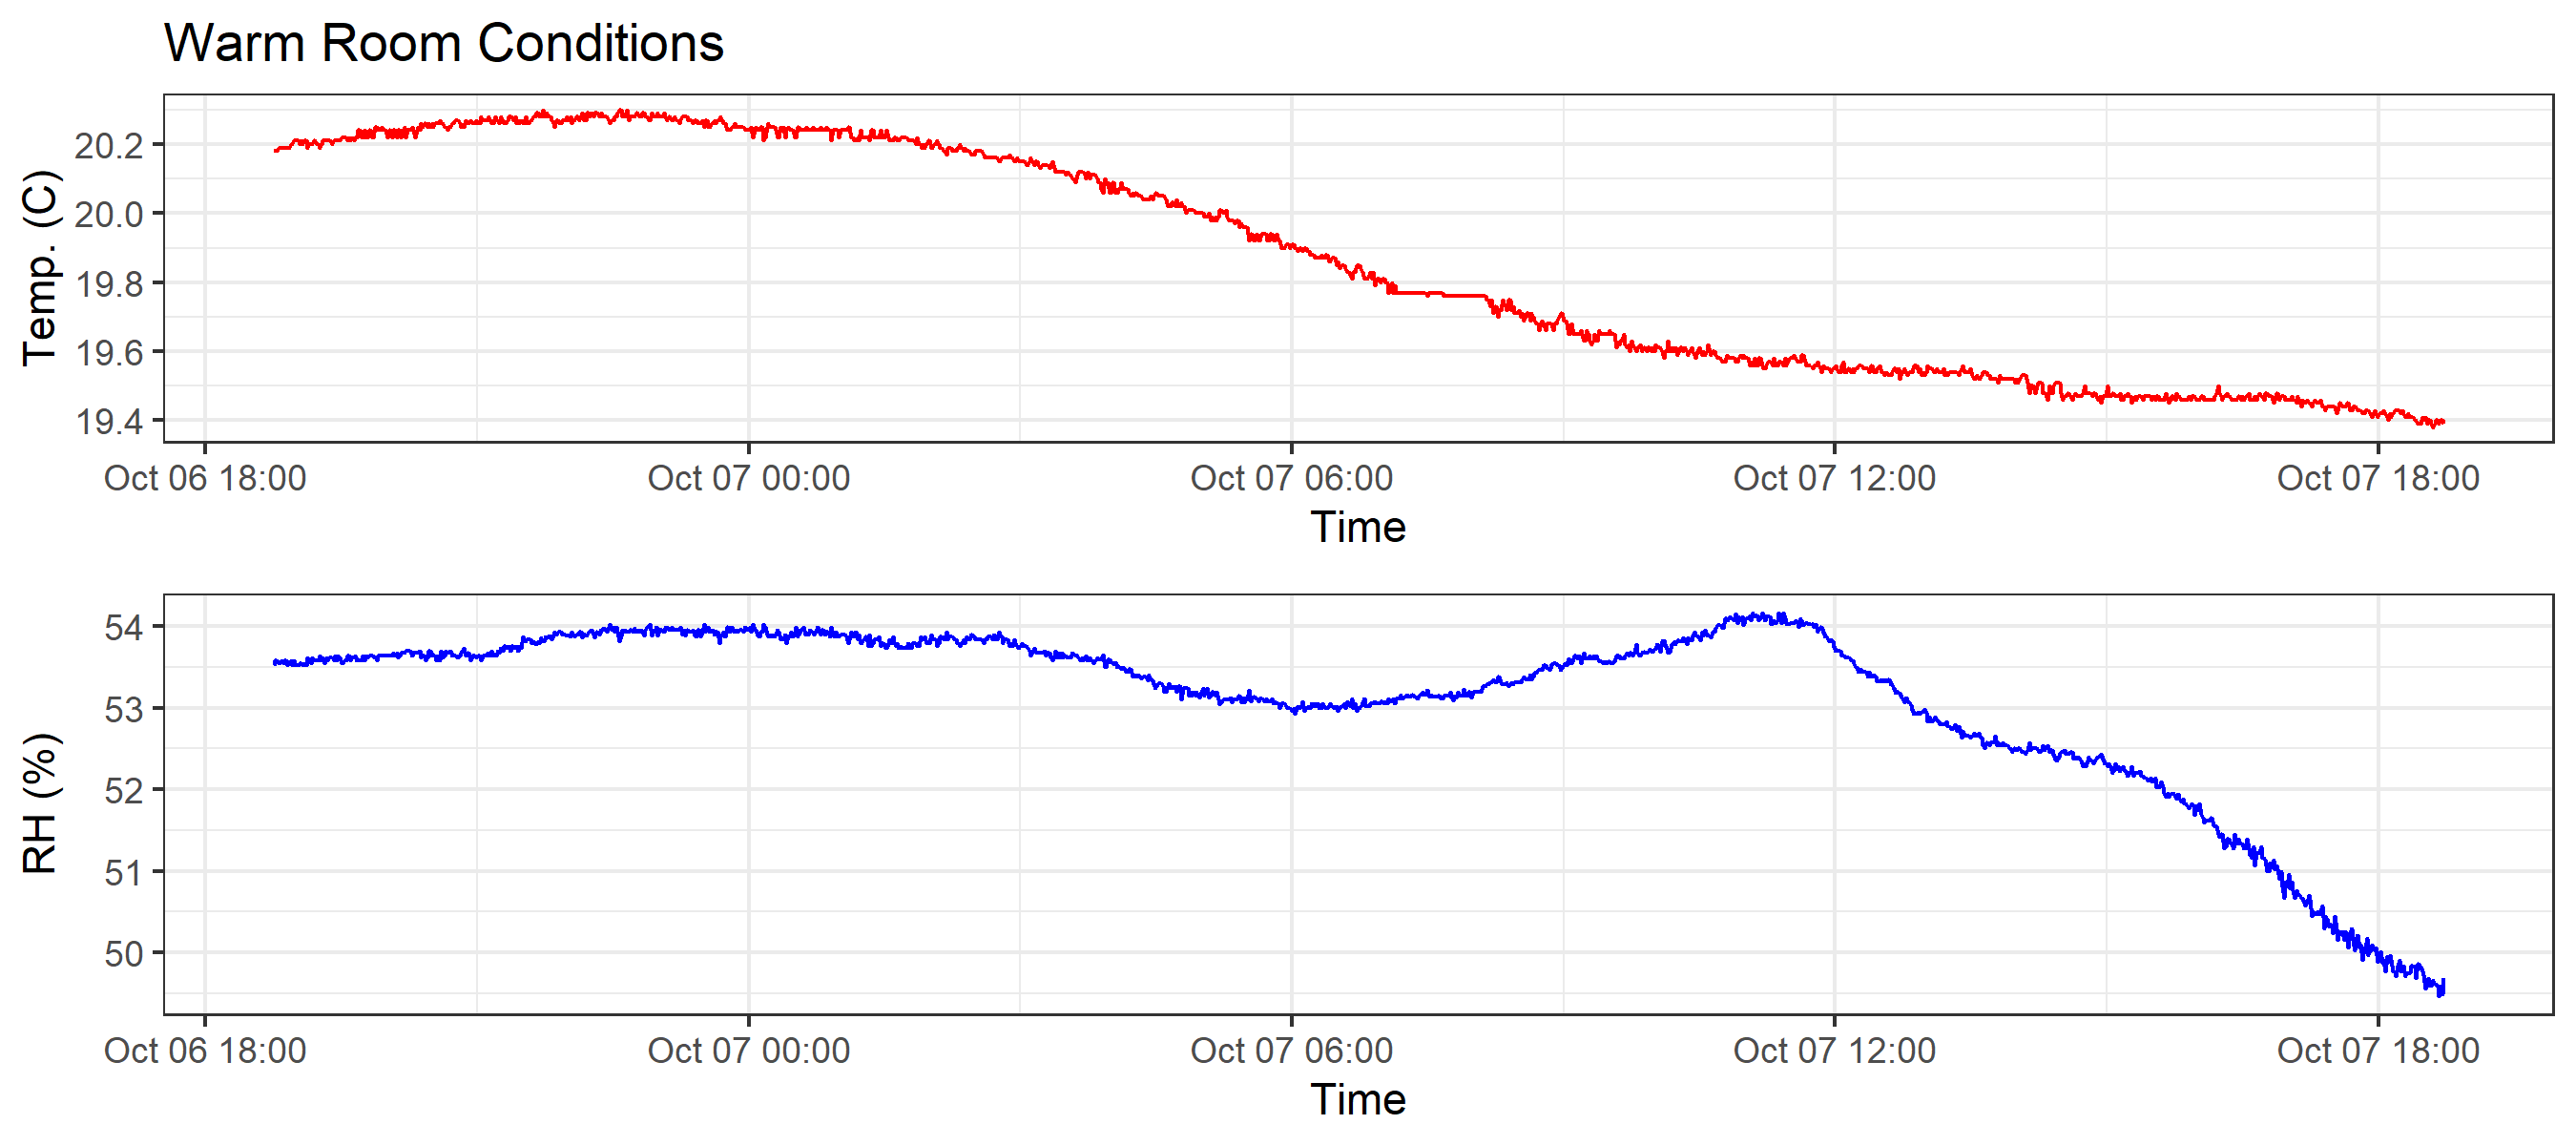 Warm Room Conditions
Temp. (C)
20.2
20.0
19.8
19.6
19.4
Oct 06 18:00 Oct 07 00:00 Oct 07 06:00 Oct 07 12:00 Oct 07 18:00
Time
RH (%)
54
53
52
51
50
Oct 06 18:00 Oct 07 00:00 Oct 07 06:00 Oct 07 12:00 Oct 07 18:00
Time